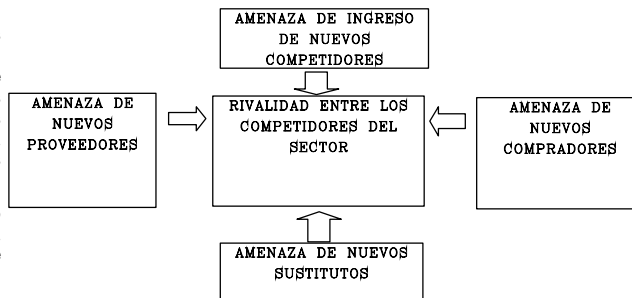 AMENAZA DE INGRESO
DE NUEVOS
COMPETIDORES
AMENAZA DE
NUEVOS
PROVEEDORES
RIVALIDAD ENTRE LOS
COMPETIDORES DEL
SECTOR
AMENAZA DE
NUEVOS
COMPRADORES
AMENAZA DE NUEVOS
SUSTITUTOS